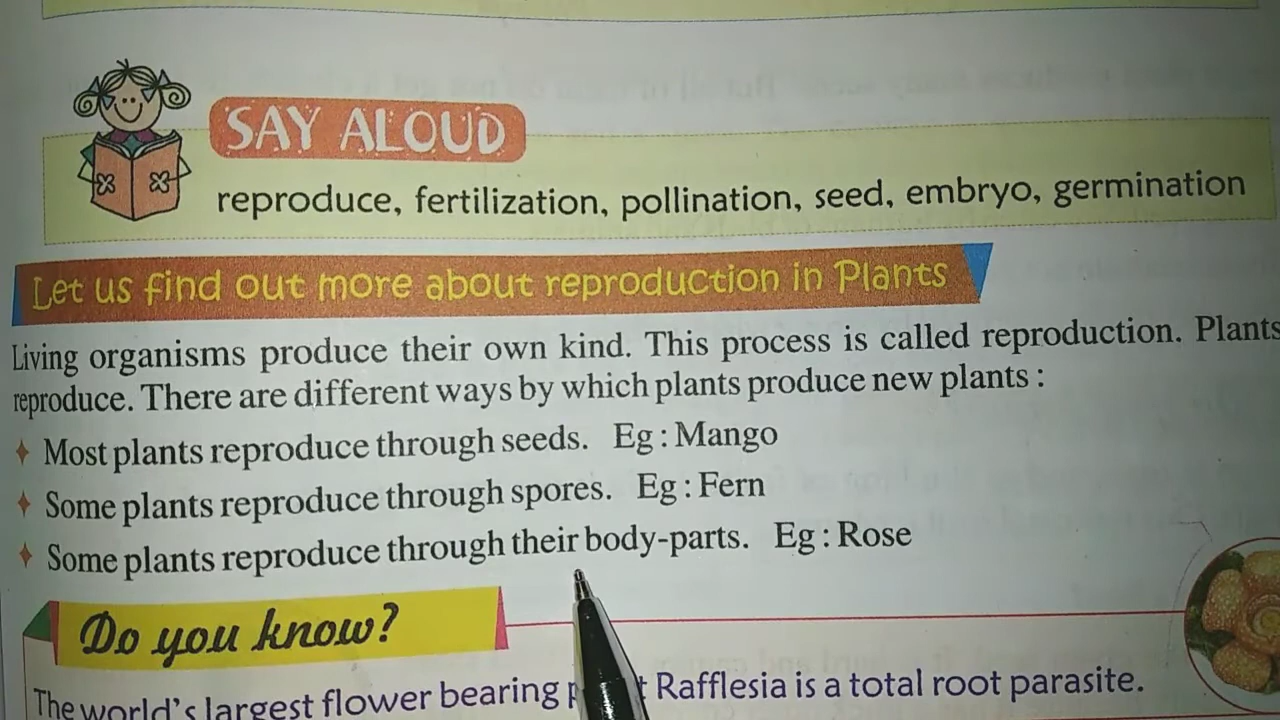 SAY ALOUD
reproduce, fertilization, pollination, seed, embryo, germination
Let us find out more about reproduction in Plants
Living organisms produce their own kind. This process is called reproduction. Plants
reproduce. There are different ways by which plants produce new plants :
Most plants reproduce through seeds. Eg : Mango
Some plants reproduce through spores. Eg : Fern
Some plants reproduce through their body-parts. Eg : Rose
Do you know?
The world's largest flower bearing Rafflesia is a total root parasite.